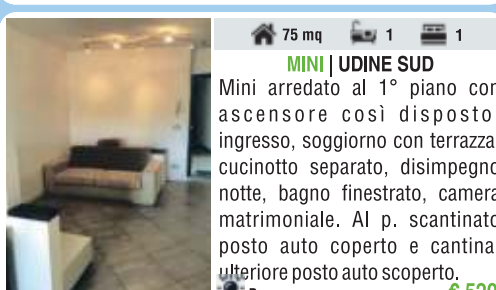 75 mq 1 1
MINI | UDINE SUD
Mini arredato al 1° piano con
ascensore così disposto
ingresso, soggiorno con terrazza
cucinotto separato, disimpegno
notte, bagno finestrato, camera
matrimoniale. Al p. scantinato
posto auto coperto e cantina
ulteriore posto auto scoperto.